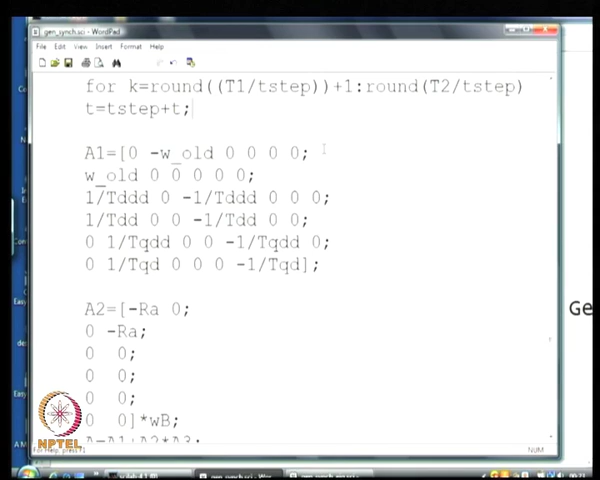 gen_synch.sci - WordPad
File Edit View Insert Format Help
for k=round((T1/tstep))+1:round(T2/tstep)
t=tstep+t;
A1=[0 -w_old 0 0 0 0;
w_old 0 0 0 0 0;
1/Tddd 0 -1/Tddd 0 0 0;
1/Tdd 0 0 -1/Tdd 0 0;
0 1/Tqdd 0 0 -1/Tqdd 0;
0 1/Tqd 0 0 0 -1/Tqd];
A2=[-Ra 0;
0 -Ra;
0 0;
0 0;
0 0;
0 0]*wB;
A=A1+A2*A3;
For Help, press F1
NUM
Ge
NPTEL